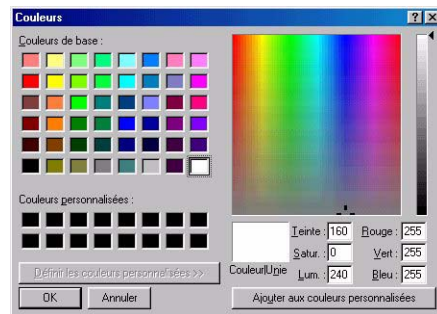 Couleurs
Couleurs de base :
Couleurs personnalisées :
Définir les couleurs personnalisées >>
OK
Annuler
Teinte : 160
Rouge : 255
Satur. : 0
Vert : 255
Couleur|Unie
Lum. : 240
Bleu : 255
Ajouter aux couleurs personnalisées